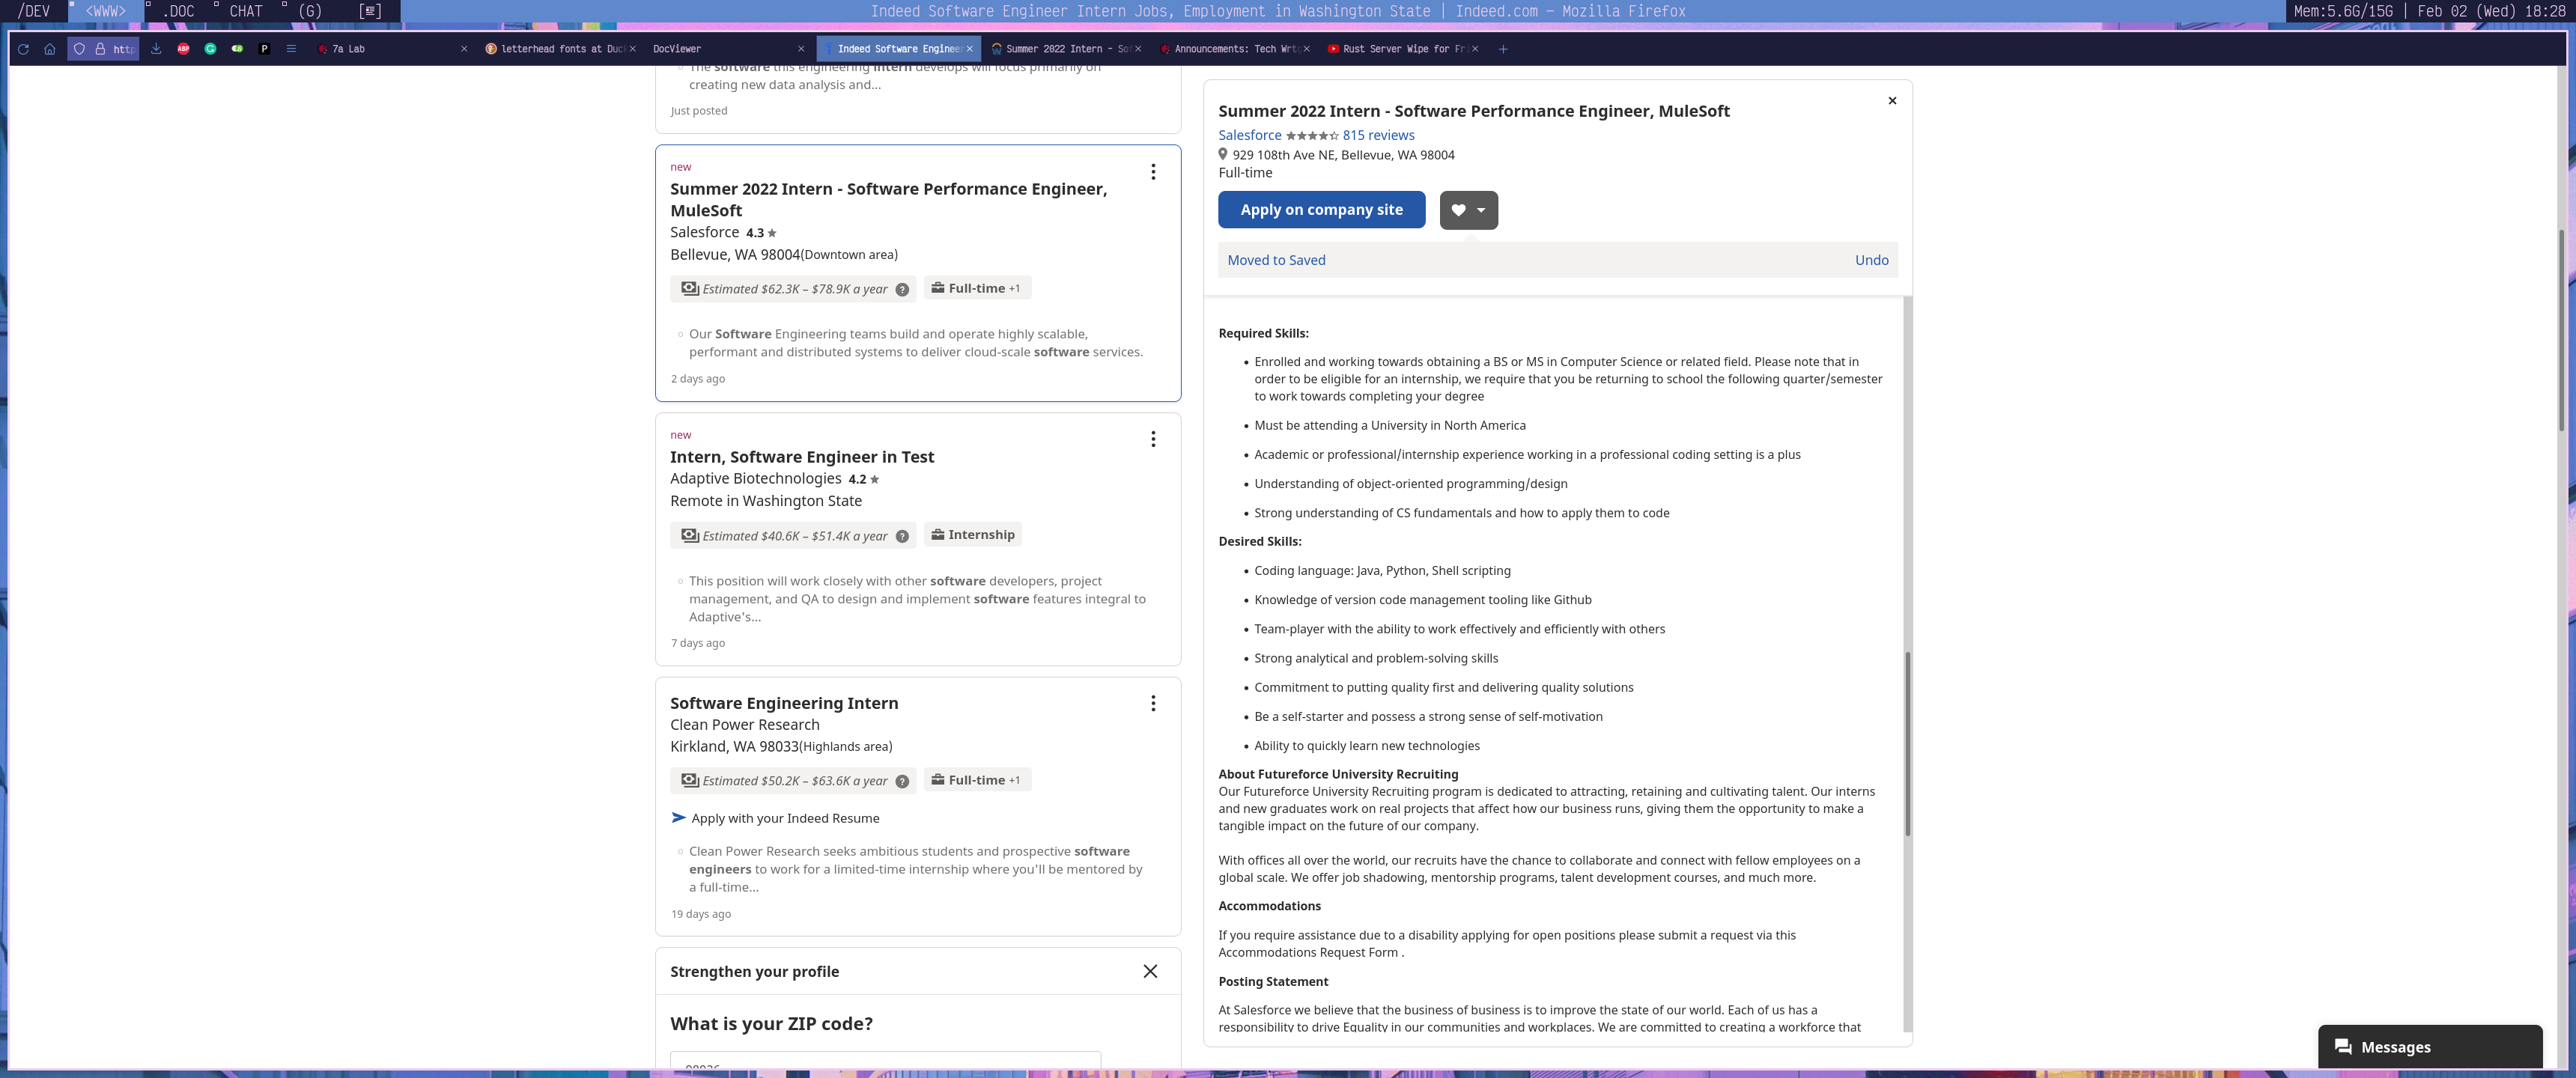 /DEV <WWW> .DOC CHAT (G)
Indeed Software Engineer Intern Jobs, Employment in Washington State | Indeed.com — Mozilla Firefox
Mem:5.6G/15G | Feb 02 (Wed) 18:28
http
7a Lab
letterhead fonts at Duck
DocViewer
Indeed Software Engineer
Summer 2022 Intern - Sof
Announcements: Tech Wrtg
Rust Server Wipe for Fr
The software this engineering intern develops will focus primarily on
creating new data analysis and...
Just posted
new
Summer 2022 Intern - Software Performance Engineer,
MuleSoft
Salesforce 4.3
Bellevue, WA 98004(Downtown area)
Estimated $62.3K – $78.9K a year ? Full-time +1
Our Software Engineering teams build and operate highly scalable,
performant and distributed systems to deliver cloud-scale software services.
2 days ago
new
Intern, Software Engineer in Test
Adaptive Biotechnologies 4.2
Remote in Washington State
Estimated $40.6K – $51.4K a year ? Internship
This position will work closely with other software developers, project
management, and QA to design and implement software features integral to
Adaptive's...
7 days ago
Software Engineering Intern
Clean Power Research
Kirkland, WA 98033(Highlands area)
Estimated $50.2K – $63.6K a year ? Full-time +1
Apply with your Indeed Resume
Clean Power Research seeks ambitious students and prospective software
engineers to work for a limited-time internship where you'll be mentored by
a full-time...
19 days ago
Strengthen your profile
What is your ZIP code?
Summer 2022 Intern - Software Performance Engineer, MuleSoft
Salesforce 815 reviews
929 108th Ave NE, Bellevue, WA 98004
Full-time
Apply on company site
Moved to Saved Undo
Required Skills:
Enrolled and working towards obtaining a BS or MS in Computer Science or related field. Please note that in
order to be eligible for an internship, we require that you be returning to school the following quarter/semester
to work towards completing your degree
Must be attending a University in North America
Academic or professional/internship experience working in a professional coding setting is a plus
Understanding of object-oriented programming/design
Strong understanding of CS fundamentals and how to apply them to code
Desired Skills:
Coding language: Java, Python, Shell scripting
Knowledge of version code management tooling like Github
Team-player with the ability to work effectively and efficiently with others
Strong analytical and problem-solving skills
Commitment to putting quality first and delivering quality solutions
Be a self-starter and possess a strong sense of self-motivation
Ability to quickly learn new technologies
About Futureforce University Recruiting
Our Futureforce University Recruiting program is dedicated to attracting, retaining and cultivating talent. Our interns
and new graduates work on real projects that affect how our business runs, giving them the opportunity to make a
tangible impact on the future of our company.
With offices all over the world, our recruits have the chance to collaborate and connect with fellow employees on a
global scale. We offer job shadowing, mentorship programs, talent development courses, and much more.
Accommodations
If you require assistance due to a disability applying for open positions please submit a request via this
Accommodations Request Form .
Posting Statement
At Salesforce we believe that the business of business is to improve the state of our world. Each of us has a
responsibility to drive Equality in our communities and workplaces. We are committed to creating a workforce that
Messages